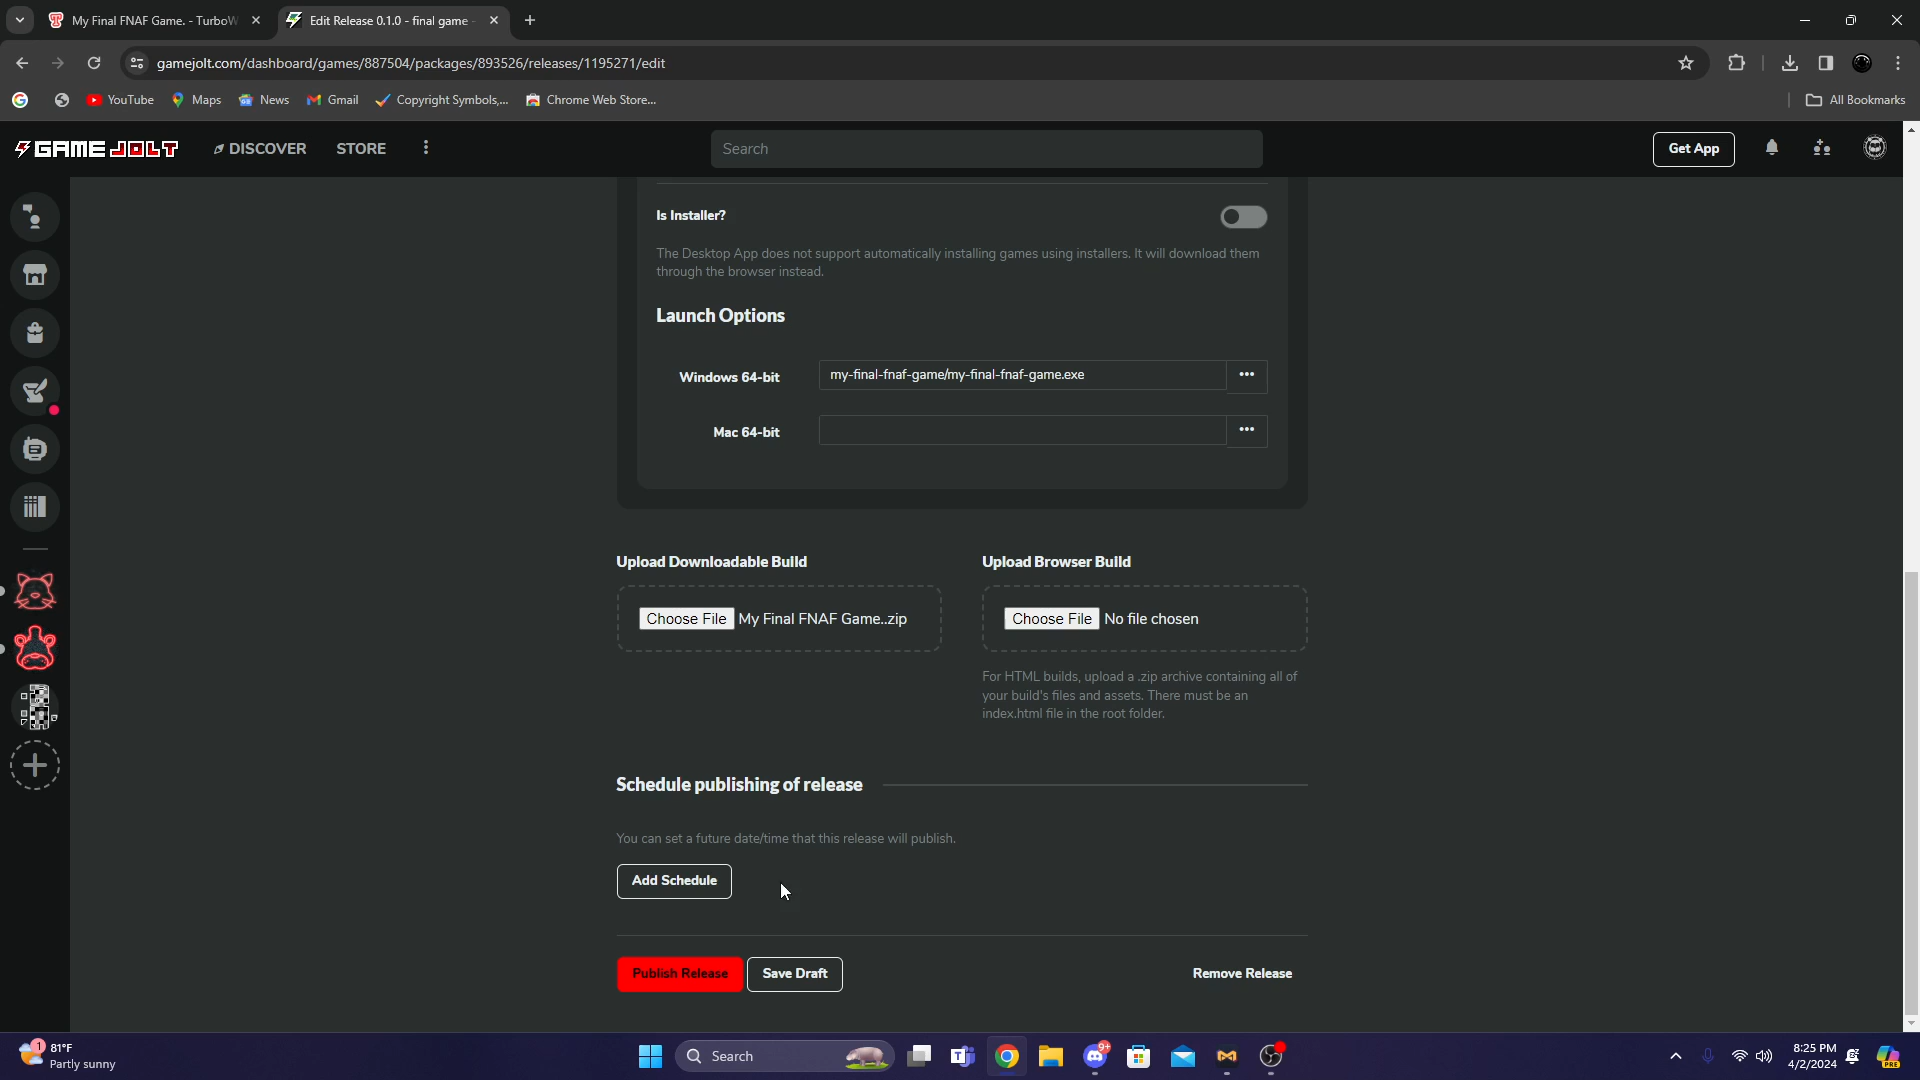 My FINAL FNAF Game. - TurboW
Edit Release 0.1.0 - final game -
gamejolt.com/dashboard/games/887504/packages/893526/releases/1195271/edit
YouTube
Maps
News
Gmail
Copyright Symbols,...
Chrome Web Store...
All Bookmarks
GAME JOLT
DISCOVER
STORE
Search
Get App
Is Installer?
The Desktop App does not support automatically installing games using installers. It will download them
through the browser instead.
Launch Options
Windows 64-bit
my-final-fnaf-game/my-final-fnaf-game.exe
Mac 64-bit
Upload Downloadable Build
Upload Browser Build
Choose File My Final FNAF Game..zip
Choose File No file chosen
For HTML builds, upload a .zip archive containing all of
your build's files and assets. There must be an
index.html file in the root folder.
Schedule publishing of release
You can set a future date/time that this release will publish.
Add Schedule
Publish Release
Save Draft
Remove Release
1
81°F
Partly sunny
Search
9+
8:25 PM
4/2/2024
PRE